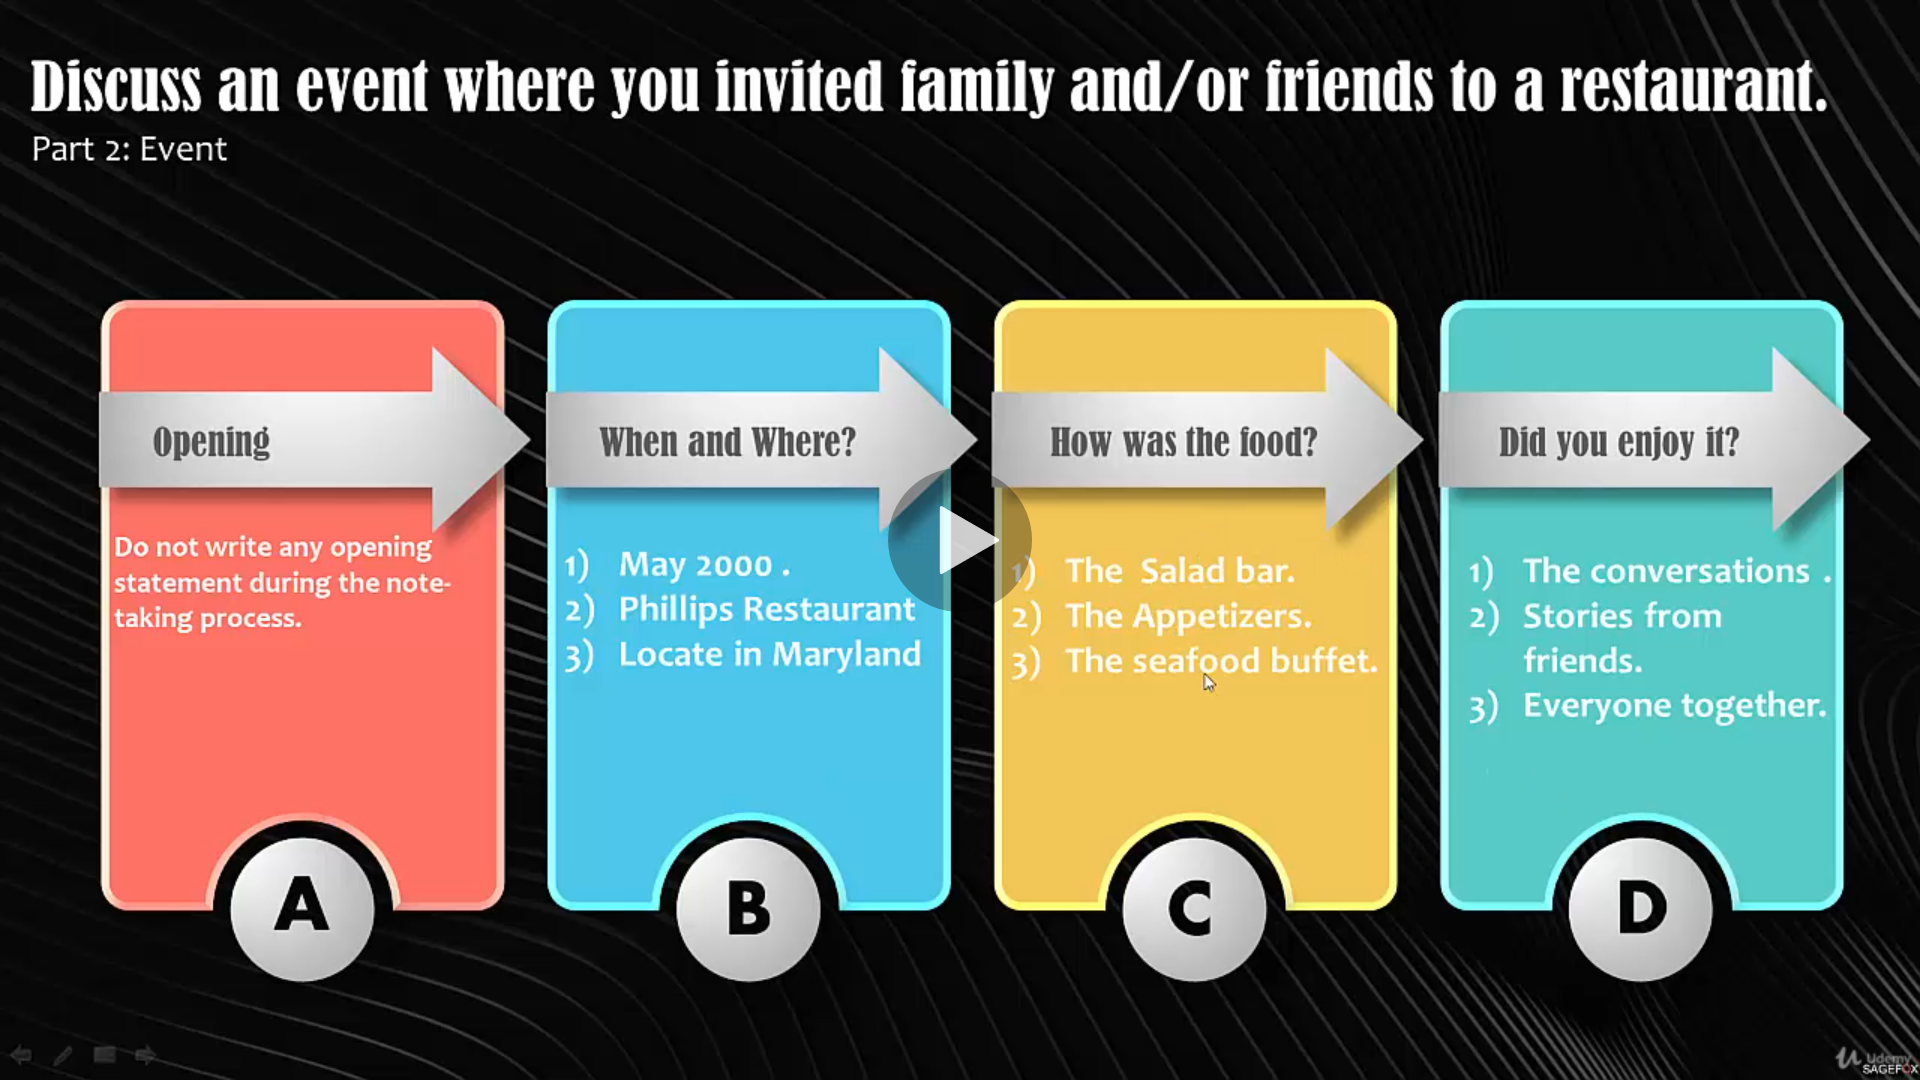 Discuss an event where you invited family and/or friends to a restaurant.
Part 2: Event
Opening
Do not write any opening
statement during the note-
taking process.
A
When and Where?
1) May 2000 .
2) Phillips Restaurant
3) Locate in Maryland
B
How was the food?
1) The Salad bar.
2) The Appetizers.
3) The seafood buffet.
C
Did you enjoy it?
1) The conversations .
2) Stories from
friends.
3) Everyone together.
D
Udemy
SAGEFOX